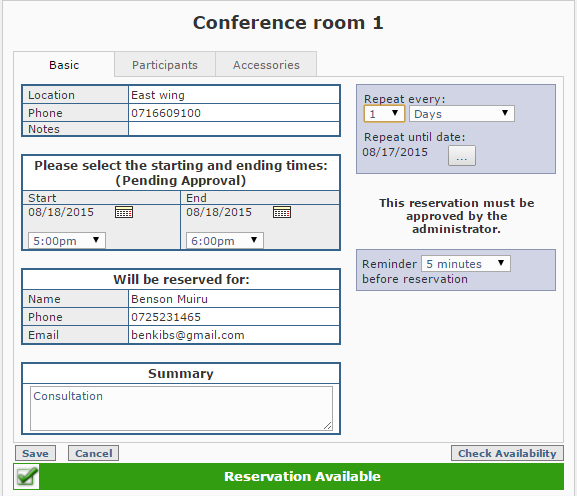 Conference room 1
Basic Participants Accessories
Location East wing
Phone 0716609100
Notes
Please select the starting and ending times:
(Pending Approval)
Start End
08/18/2015 08/18/2015
5:00pm 6:00pm
Will be reserved for:
Name Benson Muiru
Phone 0725231465
Email benkibs@gmail.com
Summary
Consultation
Repeat every:
1 Days
Repeat until date:
08/17/2015 ...
This reservation must be
approved by the
administrator.
Reminder 5 minutes
before reservation
Save Cancel Check Availability
Reservation Available